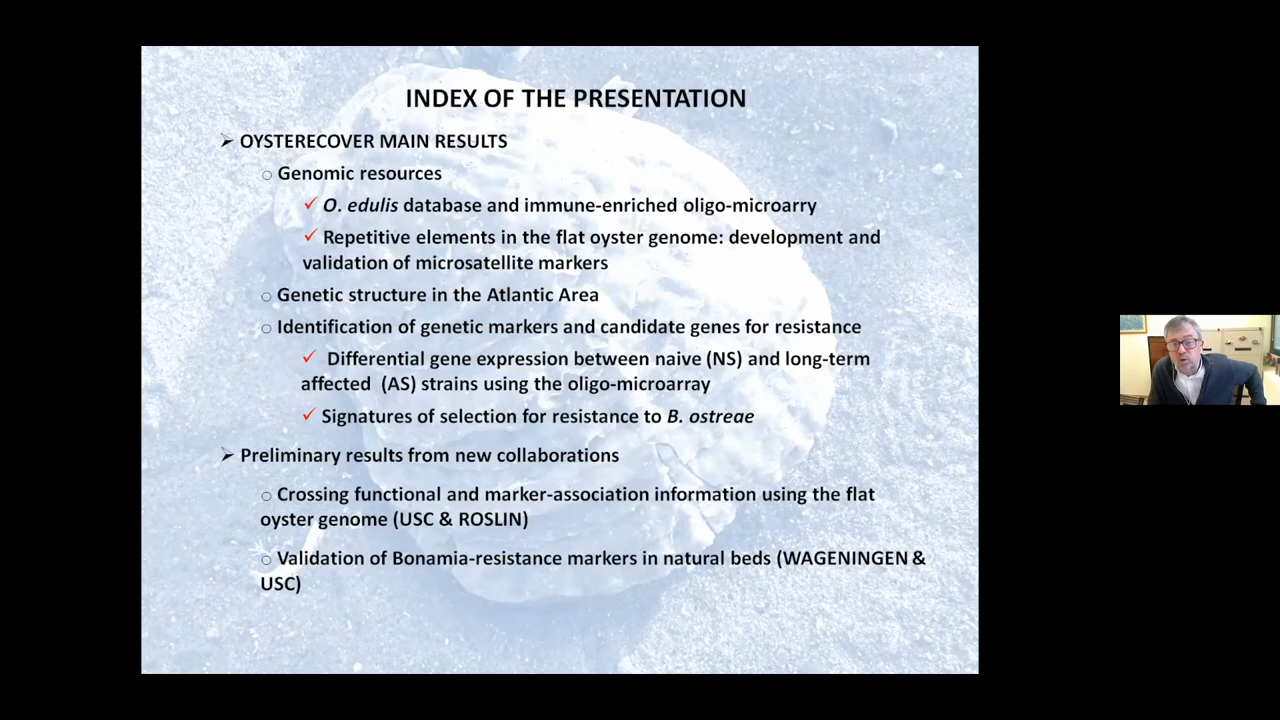 INDEX OF THE PRESENTATION
➢ OYSTERECOVER MAIN RESULTS
○ Genomic resources
✓ O. edulis database and immune-enriched oligo-microarry
✓ Repetitive elements in the flat oyster genome: development and
validation of microsatellite markers
○ Genetic structure in the Atlantic Area
○ Identification of genetic markers and candidate genes for resistance
✓ Differential gene expression between naive (NS) and long-term
affected (AS) strains using the oligo-microarray
✓ Signatures of selection for resistance to B. ostreae
➢ Preliminary results from new collaborations
○ Crossing functional and marker-association information using the flat
oyster genome (USC & ROSLIN)
○ Validation of Bonamia-resistance markers in natural beds (WAGENINGEN &
USC)